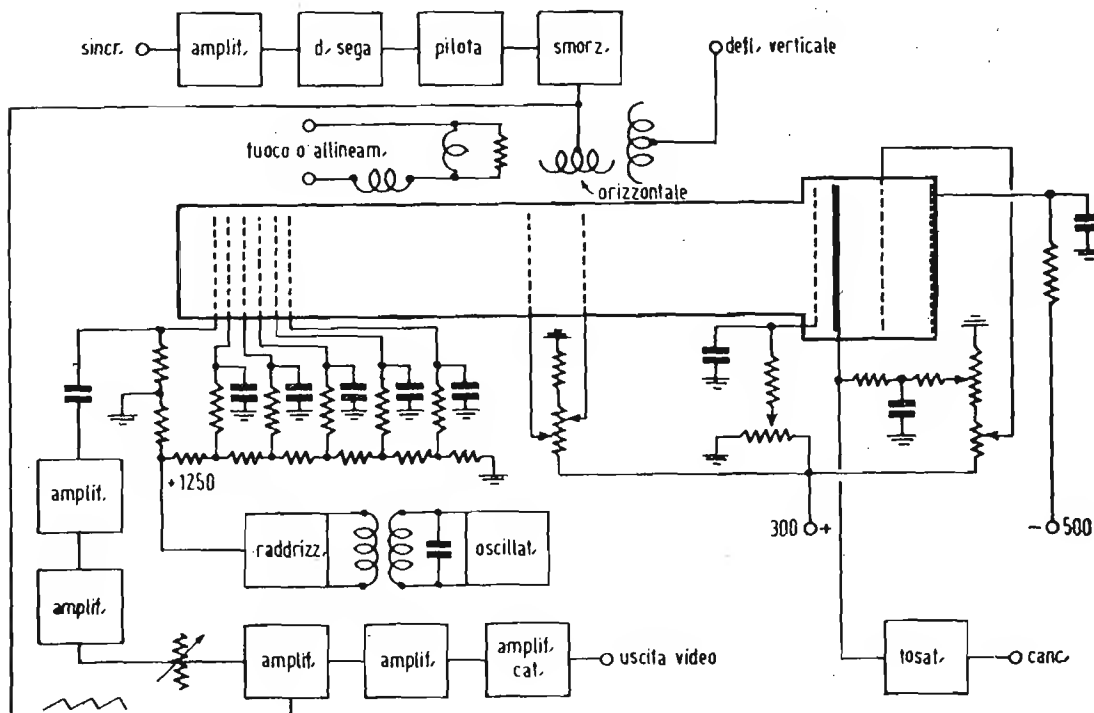 sincr.
amplif.
d. sega
pilota
smorz.
defl. verticale
fuoco o allineam.
orizzontale
+1250
amplif.
300 +
− 500
raddrizz.
oscillat.
amplif.
amplif.
amplif.
amplif. cat.
uscita video
tosat.
canc.